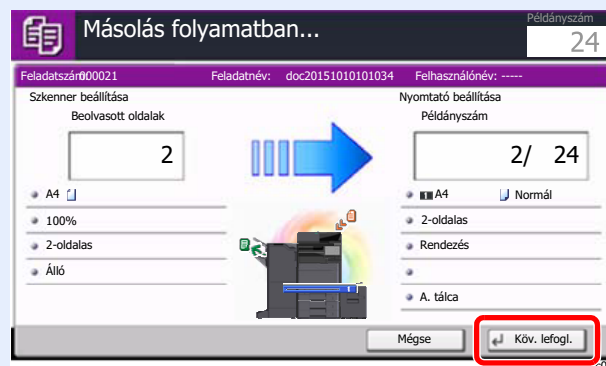 Másolás folyamatban...
Példányszám
24
Feladatszám: 000021 Feladatnév: doc20151010101034 Felhasználónév: -----
Szkenner beállítása
Nyomtató beállítása
Beolvasott oldalak
Példányszám
2
2/ 24
A4
1 A4 Normál
100%
2-oldalas
2-oldalas
Rendezés
Álló
A. tálca
Mégse
Köv. lefogl.